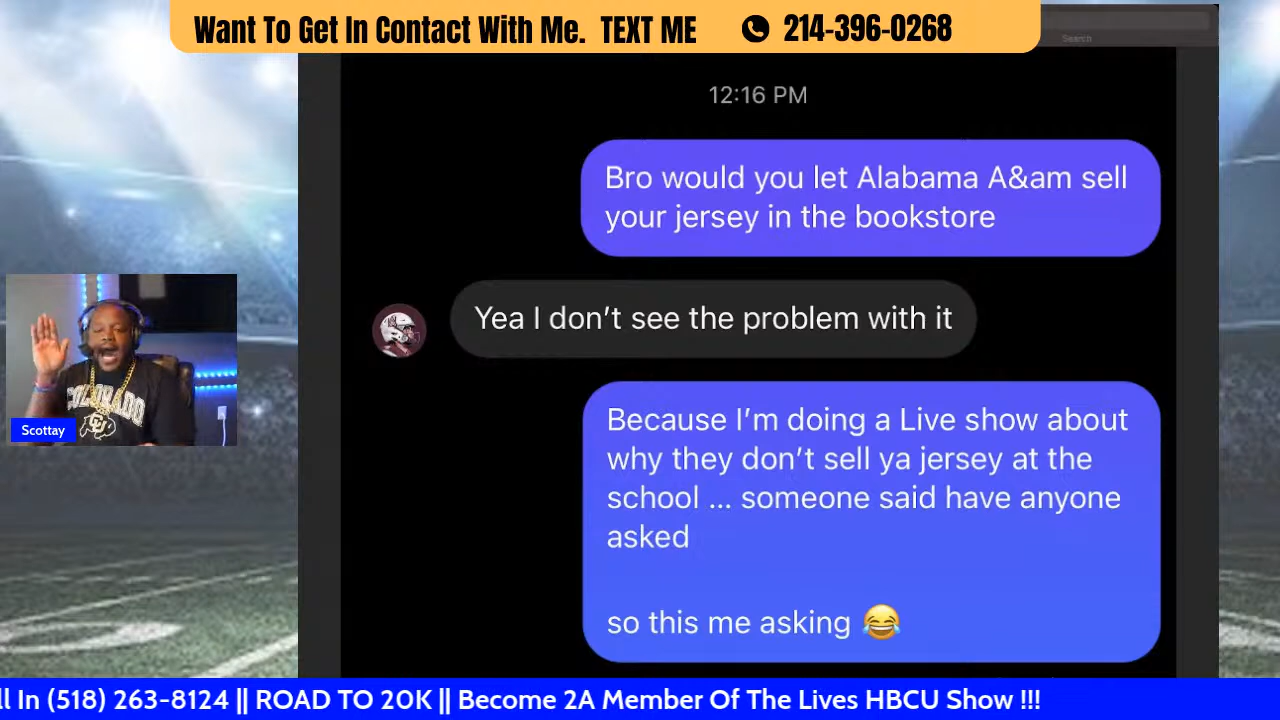 Want To Get In Contact With Me. TEXT ME 214-396-0268
Search
12:16 PM
Bro would you let Alabama A&am sell
your jersey in the bookstore
Yea I don’t see the problem with it
Because I’m doing a Live show about
why they don’t sell ya jersey at the
school ... someone said have anyone
asked
so this me asking 😂
COLORADO
CU
Scottay
ll In (518) 263-8124 || ROAD TO 20K || Become 2A Member Of The Lives HBCU Show !!!